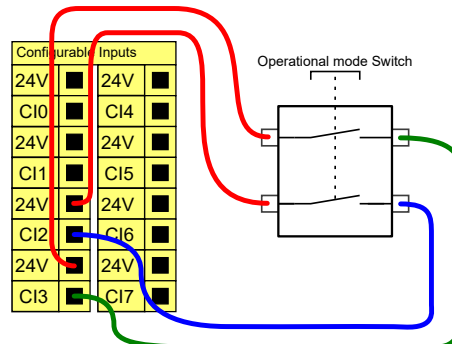 Configurable Inputs
Operational mode Switch
24V 24V
CI0 CI4
24V 24V
CI1 CI5
24V 24V
CI2 CI6
24V 24V
CI3 CI7